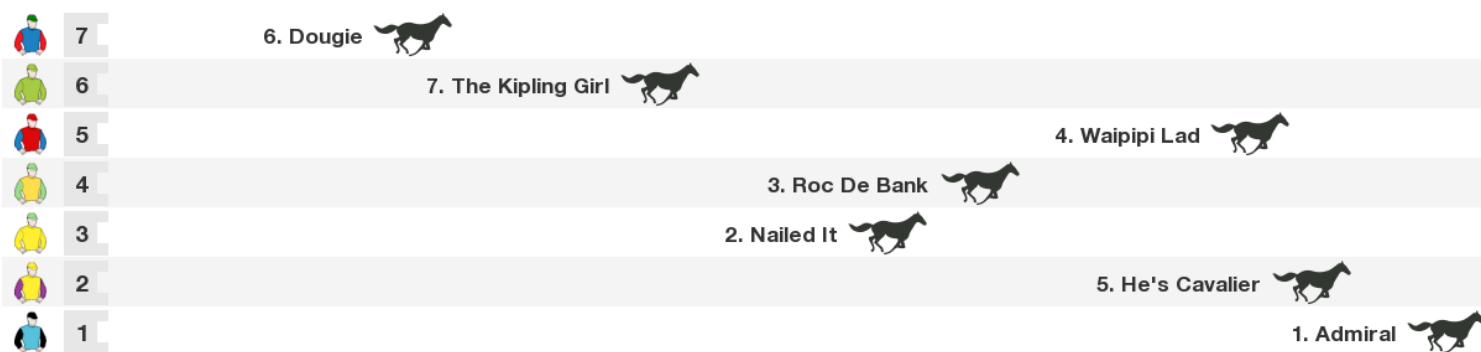 7 6. Dougie
6 7. The Kipling Girl
5 4. Waipipi Lad
4 3. Roc De Bank
3 2. Nailed It
2 5. He's Cavalier
1 1. Admiral